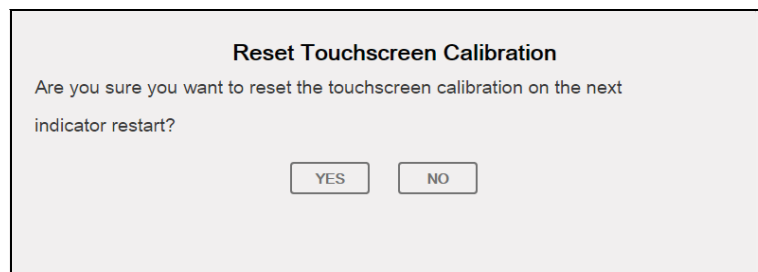 Reset Touchscreen Calibration
Are you sure you want to reset the touchscreen calibration on the next
indicator restart?
YES NO